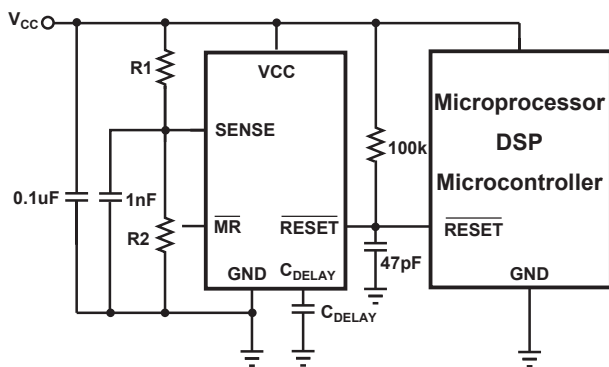 VCC
R1
VCC
SENSE
0.1uF
1nF
R2
MR
RESET
GND
CDELAY
CDELAY
100k
47pF
Microprocessor
DSP
Microcontroller
RESET
GND